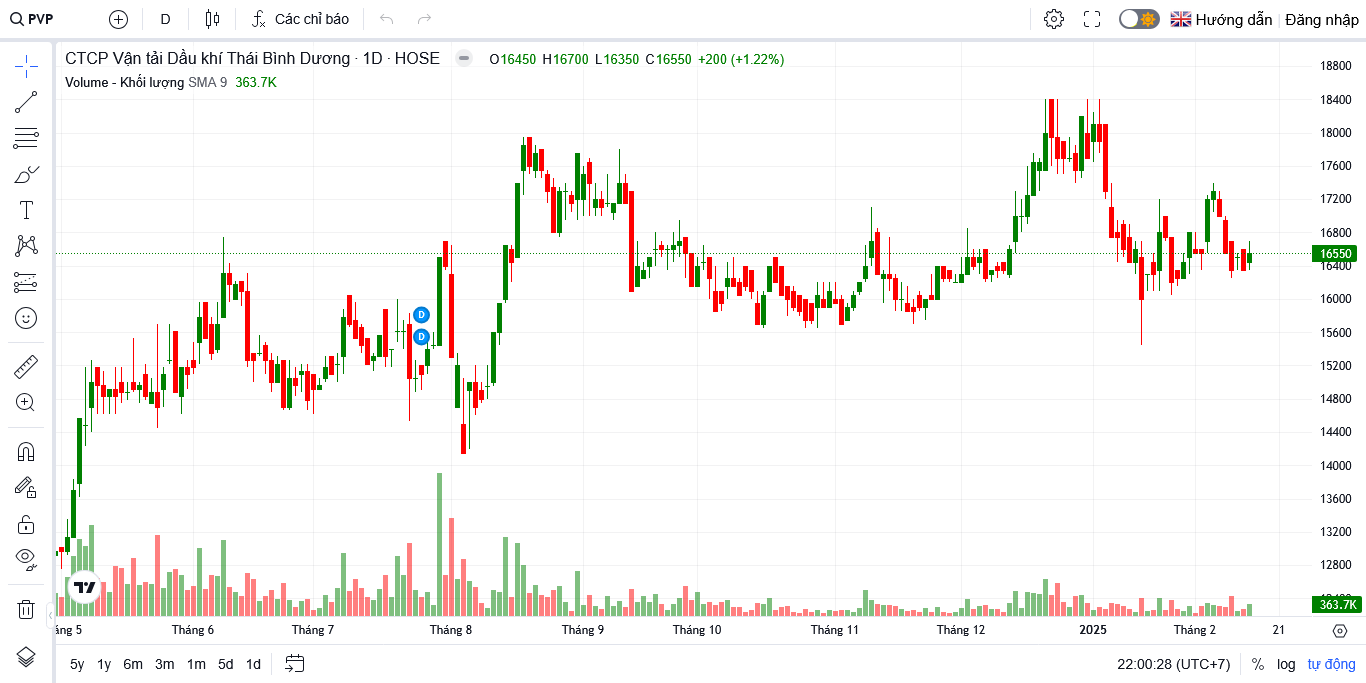 PVP D Các chỉ báo Hướng dẫn Đăng nhập
CTCP Vận tải Dầu khí Thái Bình Dương · 1D · HOSE O16450 H16700 L16350 C16550 +200 (+1.22%)
Volume - Khối lượng SMA 9 363.7K
18800
18400
18000
17600
17200
16800
16550
16400
16000
15600
15200
14800
14400
14000
13600
13200
12800
363.7K
D
D
áng 5 Tháng 6 Tháng 7 Tháng 8 Tháng 9 Tháng 10 Tháng 11 Tháng 12 2025 Tháng 2 21
5y 1y 6m 3m 1m 5d 1d 22:00:28 (UTC+7) % log tự động